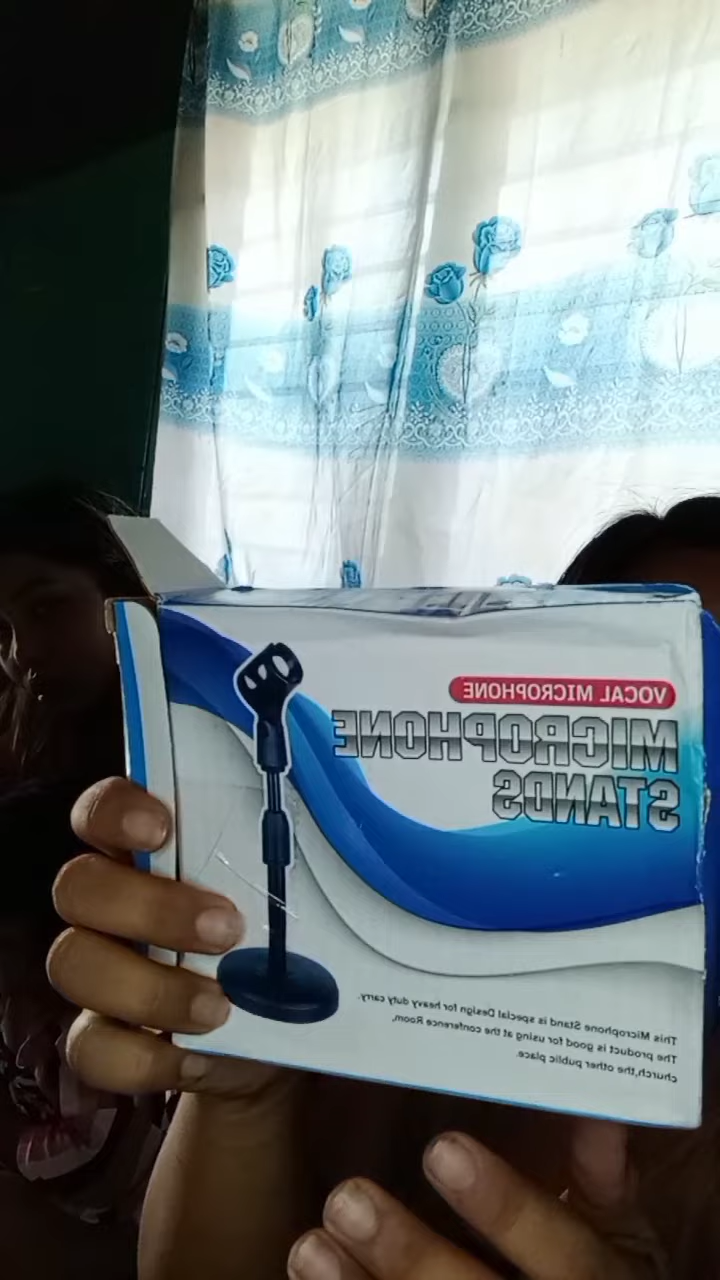 VOCAL MICROPHONE
MICROPHONE
STANDS
This Microphone Stand is special Design for heavy duty carry.
The product is good for using at the conference Room,
church,the other public place.